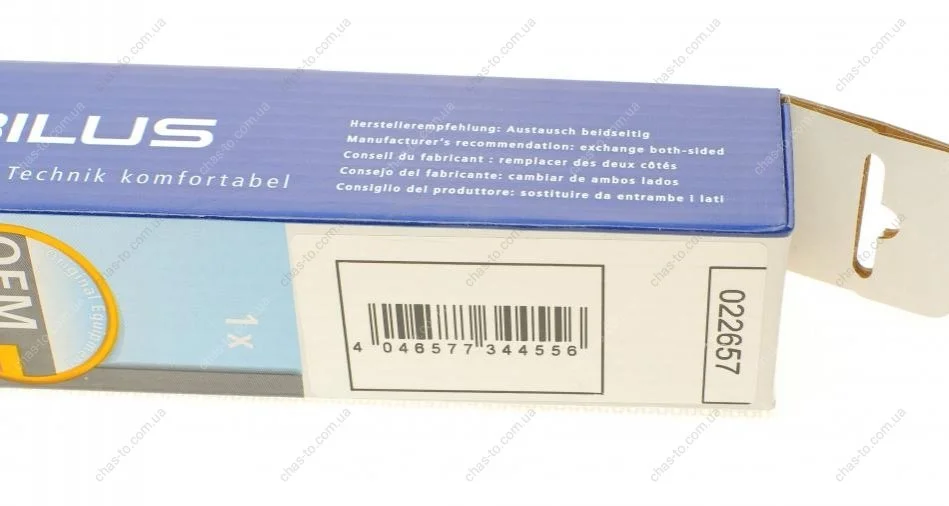 BILUS
Technik komfortabel
Herstellerempfehlung: Austausch beidseitig
Manufacturer's recommendation: exchange both-sided
Conseil du fabricant : remplacer des deux côtés
Consejo del fabricante: cambiar de ambos lados
Consiglio del produttore: sostituire da entrambe i lati
OEM
Original Equipm
1 x
4 046577 344556
022657
chas-to.com.ua